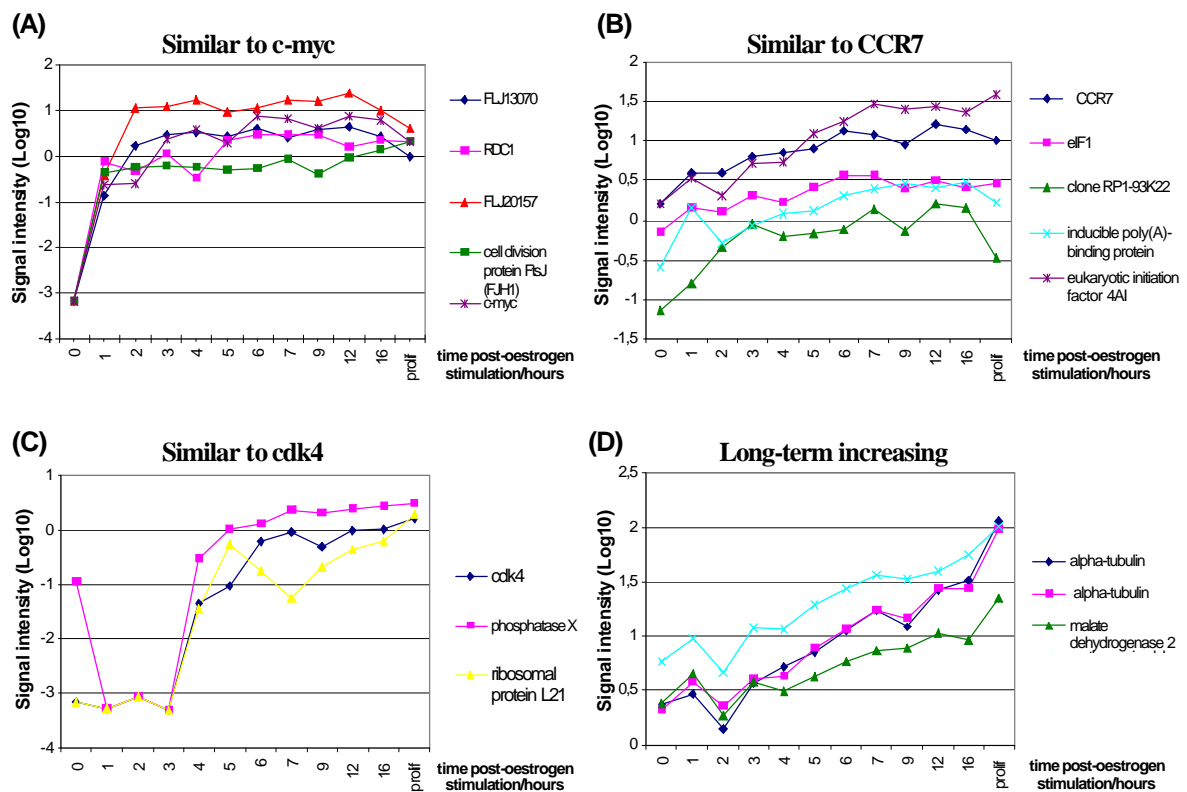 (A)
Similar to c-myc
Signal intensity (Log10)
2
1
0
-1
-2
-3
-4
0 1 2 3 4 5 6 7 9 12 16 prolif
time post-oestrogen
stimulation/hours
FLJ13070
RDC1
FLJ20157
cell division
protein FtsJ
(FJH1)
c-myc
(B)
Similar to CCR7
Signal intensity (Log10)
2
1,5
1
0,5
0
-0,5
-1
-1,5
0 1 2 3 4 5 6 7 9 12 16 prolif
time post-oestrogen
stimulation/hours
CCR7
eIF1
clone RP1-93K22
inducible poly(A)-
binding protein
eukaryotic initiation
factor 4AI
(C)
Similar to cdk4
Signal intensity (Log10)
1
0
-1
-2
-3
-4
0 1 2 3 4 5 6 7 9 12 16 prolif
time post-oestrogen
stimulation/hours
cdk4
phosphatase X
ribosomal
protein L21
(D)
Long-term increasing
Signal intensity (Log10)
2,5
2
1,5
1
0,5
0
0 1 2 3 4 5 6 7 9 12 16 prolif
time post-oestrogen
stimulation/hours
alpha-tubulin
alpha-tubulin
malate
dehydrogenase 2